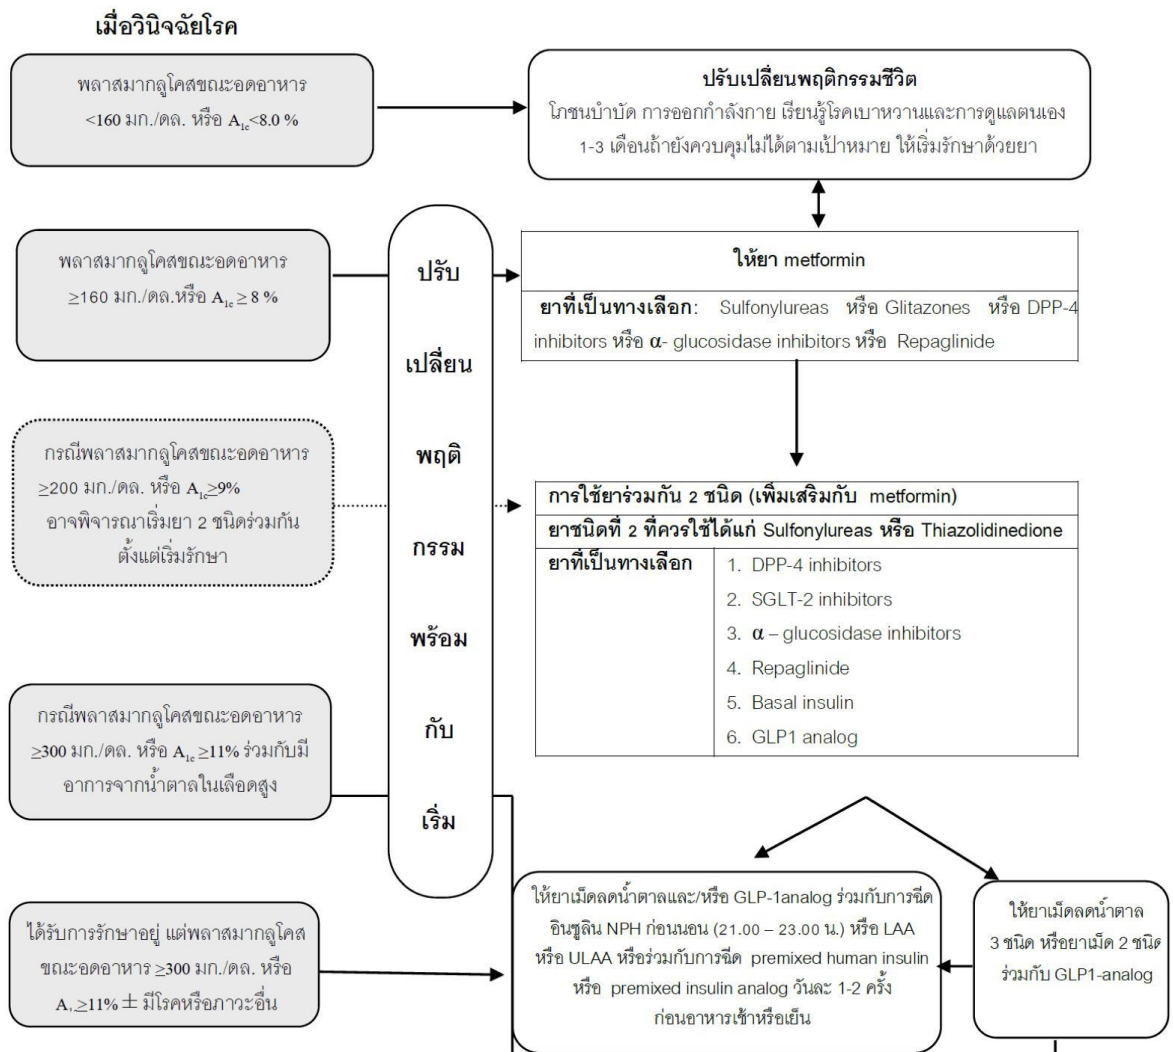 เมื่อวินิจฉัยโรค
พลาสมากลูโคสขณะอดอาหาร
<160 มก./ดล. หรือ A1c<8.0 %
ปรับเปลี่ยนพฤติกรรมชีวิต
โภชนบำบัด การออกกำลังกาย เรียนรู้โรคเบาหวานและการดูแลตนเอง
1-3 เดือนถ้ายังควบคุมไม่ได้ตามเป้าหมาย ให้เริ่มรักษาด้วยยา
พลาสมากลูโคสขณะอดอาหาร
≥160 มก./ดล.หรือ A1c ≥ 8 %
ปรับ
เปลี่ยน
พฤติ
กรรม
พร้อม
กับ
เริ่ม
ให้ยา metformin
ยาที่เป็นทางเลือก: Sulfonylureas หรือ Glitazones หรือ DPP-4
inhibitors หรือ α- glucosidase inhibitors หรือ Repaglinide
กรณีพลาสมากลูโคสขณะอดอาหาร
≥200 มก./ดล. หรือ A1c≥9%
อาจพิจารณาเริ่มยา 2 ชนิดร่วมกัน
ตั้งแต่เริ่มรักษา
การใช้ยาร่วมกัน 2 ชนิด (เพิ่มเสริมกับ metformin)
ยาชนิดที่ 2 ที่ควรใช้ได้แก่ Sulfonylureas หรือ Thiazolidinedione
ยาที่เป็นทางเลือก
1. DPP-4 inhibitors
2. SGLT-2 inhibitors
3. α – glucosidase inhibitors
4. Repaglinide
5. Basal insulin
6. GLP1 analog
กรณีพลาสมากลูโคสขณะอดอาหาร
≥300 มก./ดล. หรือ A1c ≥11% ร่วมกับมี
อาการจากน้ำตาลในเลือดสูง
ได้รับการรักษาอยู่ แต่พลาสมากลูโคส
ขณะอดอาหาร ≥300 มก./ดล. หรือ
A1≥11% ± มีโรคหรือภาวะอื่น
ให้ยาเม็ดลดน้ำตาลและ/หรือ GLP-1analog ร่วมกับการฉีด
อินซูลิน NPH ก่อนนอน (21.00 – 23.00 น.) หรือ LAA
หรือ ULAA หรือร่วมกับการฉีด premixed human insulin
หรือ premixed insulin analog วันละ 1-2 ครั้ง
ก่อนอาหารเช้าหรือเย็น
ให้ยาเม็ดลดน้ำตาล
3 ชนิด หรือยาเม็ด 2 ชนิด
ร่วมกับ GLP1-analog